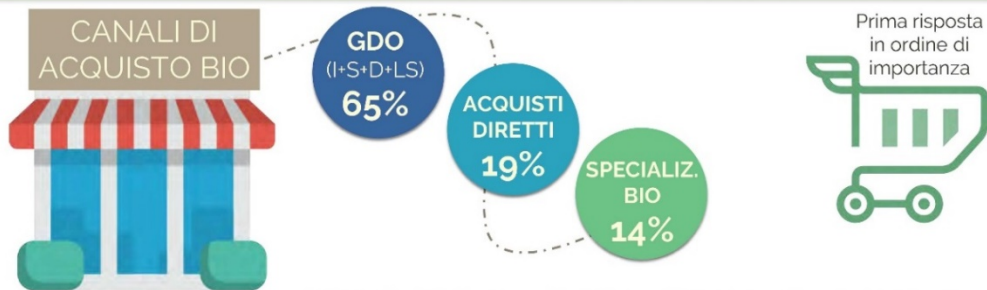 CANALI DI
ACQUISTO BIO
GDO
(I+S+D+LS)
65%
ACQUISTI
DIRETTI
19%
SPECIALIZ.
BIO
14%
Prima risposta
in ordine di
importanza